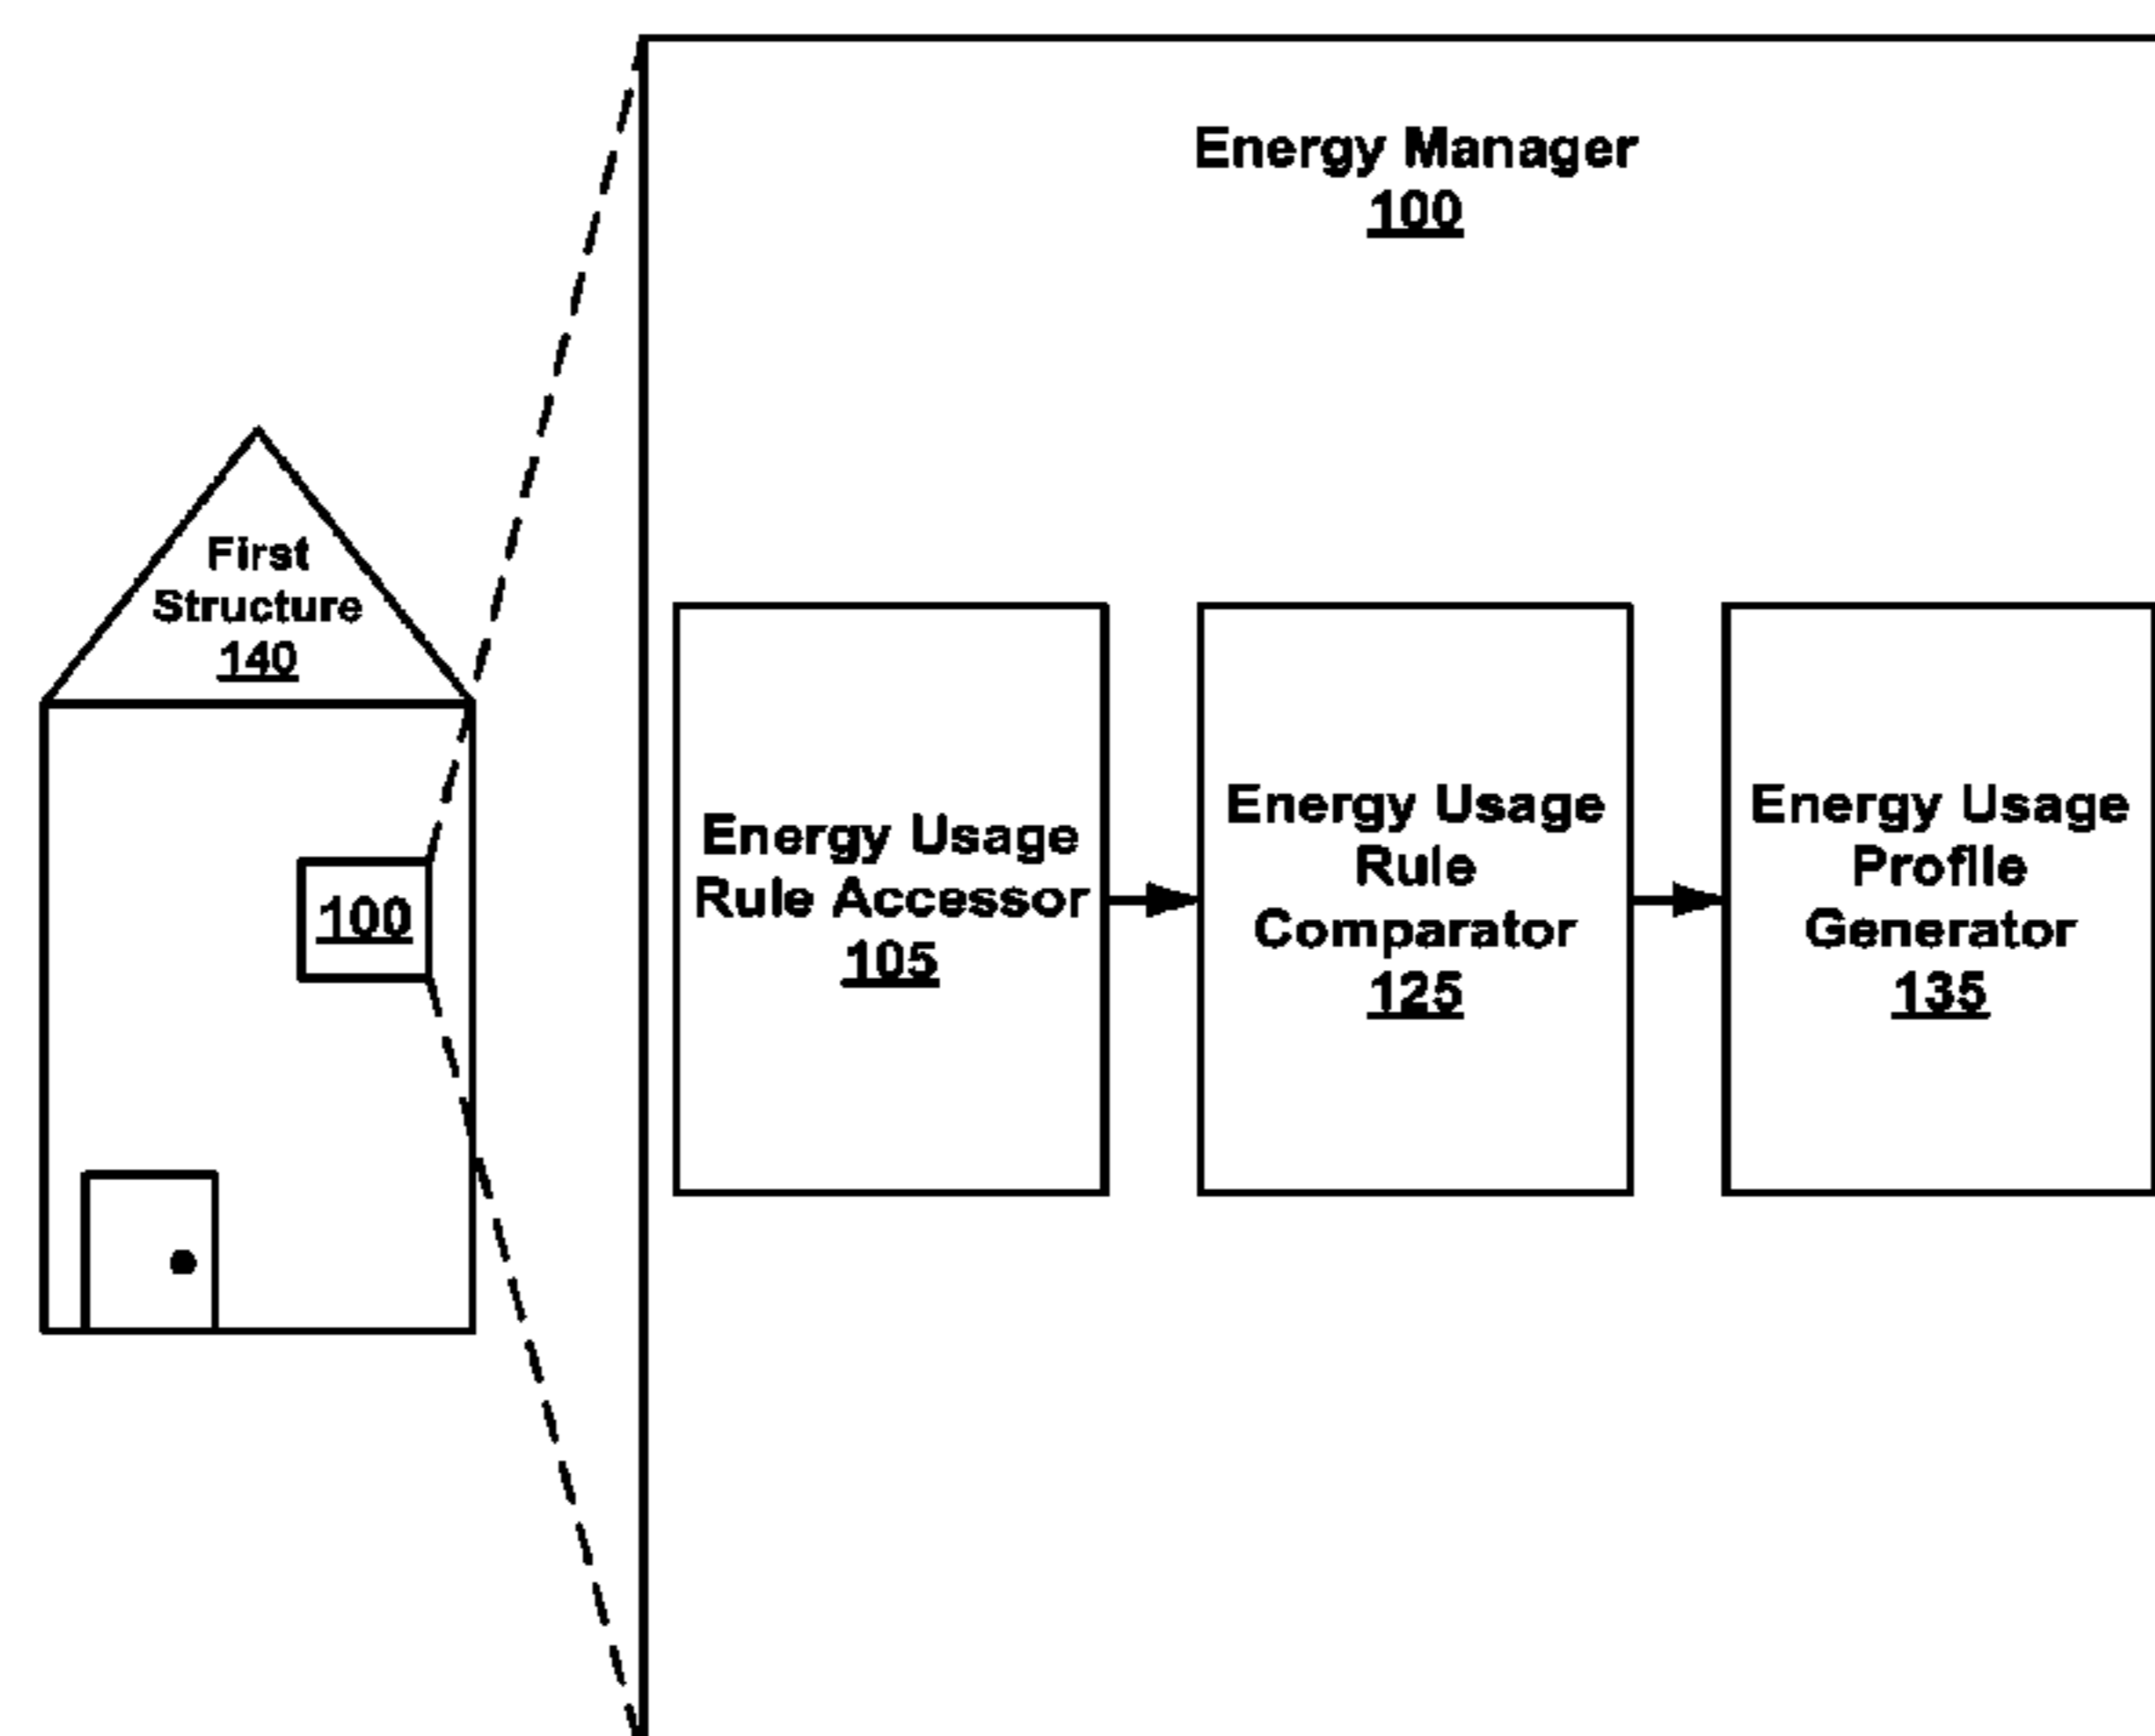 Energy Manager
100
First
Structure
140
100
Energy Usage
Rule Accessor
105
Energy Usage
Rule
Comparator
125
Energy Usage
Profile
Generator
135